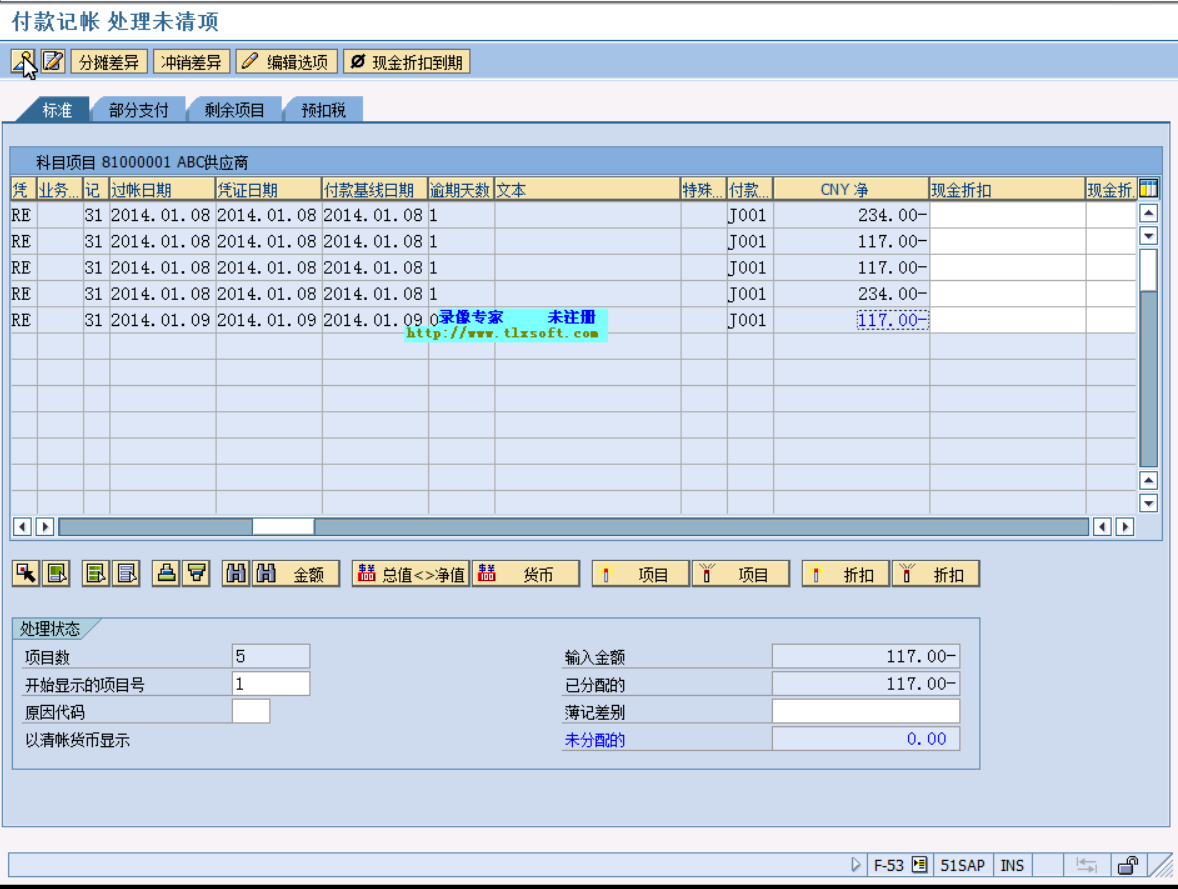 付款记帐 处理未清项
分摊差异 冲销差异 编辑选项 现金折扣到期
标准 部分支付 剩余项目 预扣税
科目项目 81000001 ABC供应商
凭 业务... 记 过帐日期 凭证日期 付款基线日期 逾期天数 文本 特殊... 付款... CNY 净 现金折扣 现金折
RE 31 2014.01.08 2014.01.08 2014.01.08 1 J001 234.00-
RE 31 2014.01.08 2014.01.08 2014.01.08 1 J001 117.00-
RE 31 2014.01.08 2014.01.08 2014.01.08 1 J001 117.00-
RE 31 2014.01.08 2014.01.08 2014.01.08 1 J001 234.00-
RE 31 2014.01.09 2014.01.09 2014.01.09 0 J001 117.00-
录像专家 未注册
http://www.tlxsoft.com
金额 总值<>净值 货币 项目 项目 折扣 折扣
处理状态
项目数 5 输入金额 117.00-
开始显示的项目号 1 已分配的 117.00-
原因代码 薄记差别
以清帐货币显示 未分配的 0.00
F-53 51SAP INS